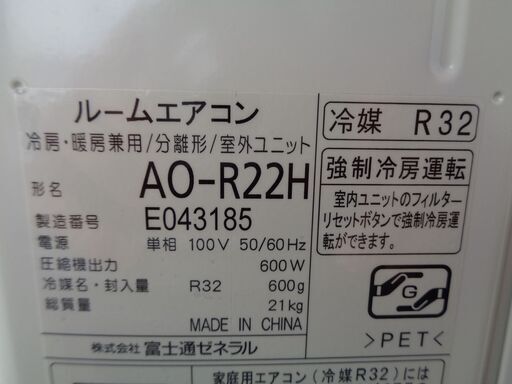 ルームエアコン
冷房・暖房兼用/分離形/室外ユニット
形名 AO-R22H
製造番号 E043185
電源 単相 100V 50/60Hz
圧縮機出力 600W
冷媒名・封入量 R32 600g
総質量 21kg
MADE IN CHINA
株式会社 富士通ゼネラル
冷媒 R32
強制冷房運転
室内ユニットのフィルター
リセットボタンで強制冷房運
転ができます。
G
>PET<
家庭用エアコン(冷媒R32)には